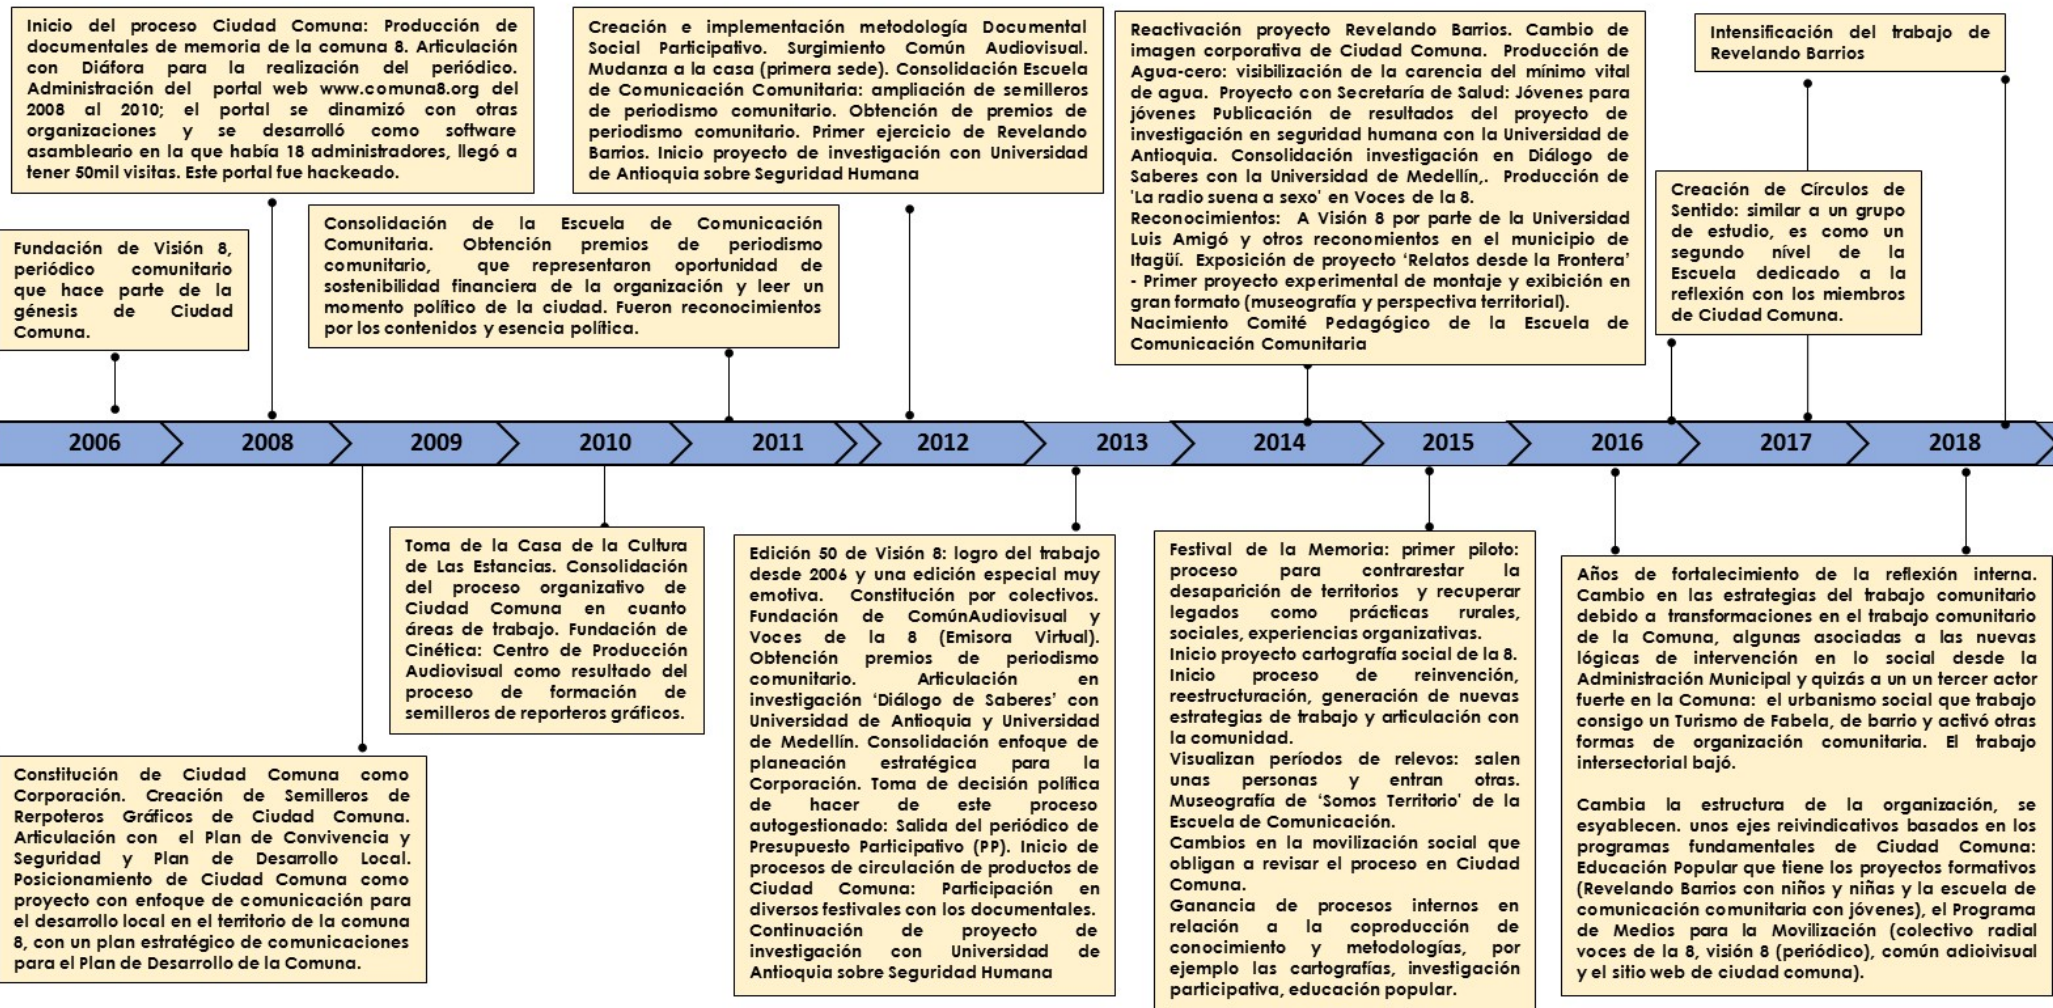 Inicio del proceso Ciudad Comuna: Producción de
documentales de memoria de la comuna 8. Articulación
con Diáfora para la realización del periódico.
Administración del portal web www.comuna8.org del
2008 al 2010; el portal se dinamizó con otras
organizaciones y se desarrolló como software
asambleario en la que había 18 administradores, llegó a
tener 50mil visitas. Este portal fue hackeado.
Creación e implementación metodología Documental
Social Participativo. Surgimiento Común Audiovisual.
Mudanza a la casa (primera sede). Consolidación Escuela
de Comunicación Comunitaria: ampliación de semilleros
de periodismo comunitario. Obtención de premios de
periodismo comunitario. Primer ejercicio de Revelando
Barrios. Inicio proyecto de investigación con Universidad
de Antioquia sobre Seguridad Humana
Reactivación proyecto Revelando Barrios. Cambio de
imagen corporativa de Ciudad Comuna. Producción de
Agua-cero: visibilización de la carencia del mínimo vital
de agua. Proyecto con Secretaría de Salud: Jóvenes para
jóvenes Publicación de resultados del proyecto de
investigación en seguridad humana con la Universidad de
Antioquia. Consolidación investigación en Diálogo de
Saberes con la Universidad de Medellín,. Producción de
'La radio suena a sexo' en Voces de la 8.
Reconocimientos: A Visión 8 por parte de la Universidad
Luis Amigó y otros reconomientos en el municipio de
Itagüí. Exposición de proyecto ‘Relatos desde la Frontera’
- Primer proyecto experimental de montaje y exibición en
gran formato (museografía y perspectiva territorial).
Nacimiento Comité Pedagógico de la Escuela de
Comunicación Comunitaria
Intensificación del trabajo de
Revelando Barrios
Fundación de Visión 8,
periódico comunitario
que hace parte de la
génesis de Ciudad
Comuna.
Consolidación de la Escuela de Comunicación
Comunitaria. Obtención premios de periodismo
comunitario, que representaron oportunidad de
sostenibilidad financiera de la organización y leer un
momento político de la ciudad. Fueron reconocimientos
por los contenidos y esencia política.
Creación de Círculos de
Sentido: similar a un grupo
de estudio, es como un
segundo nível de la
Escuela dedicado a la
reflexión con los miembros
de Ciudad Comuna.
2006
2008
2009
2010
2011
2012
2013
2014
2015
2016
2017
2018
Constitución de Ciudad Comuna como
Corporación. Creación de Semilleros de
Rerpoteros Gráficos de Ciudad Comuna.
Articulación con el Plan de Convivencia y
Seguridad y Plan de Desarrollo Local.
Posicionamiento de Ciudad Comuna como
proyecto con enfoque de comunicación para
el desarrollo local en el territorio de la comuna
8, con un plan estratégico de comunicaciones
para el Plan de Desarrollo de la Comuna.
Toma de la Casa de la Cultura
de Las Estancias. Consolidación
del proceso organizativo de
Ciudad Comuna en cuanto
áreas de trabajo. Fundación de
Cinética: Centro de Producción
Audiovisual como resultado del
proceso de formación de
semilleros de reporteros gráficos.
Edición 50 de Visión 8: logro del trabajo
desde 2006 y una edición especial muy
emotiva. Constitución por colectivos.
Fundación de ComúnAudiovisual y
Voces de la 8 (Emisora Virtual).
Obtención premios de periodismo
comunitario. Articulación en
investigación ‘Diálogo de Saberes’ con
Universidad de Antioquia y Universidad
de Medellín. Consolidación enfoque de
planeación estratégica para la
Corporación. Toma de decisión política
de hacer de este proceso
autogestionado: Salida del periódico de
Presupuesto Participativo (PP). Inicio de
procesos de circulación de productos de
Ciudad Comuna: Participación en
diversos festivales con los documentales.
Continuación de proyecto de
investigación con Universidad de
Antioquia sobre Seguridad Humana
Festival de la Memoria: primer piloto:
proceso para contrarestar la
desaparición de territorios y recuperar
legados como prácticas rurales,
sociales, experiencias organizativas.
Inicio proyecto cartografía social de la 8.
Inicio proceso de reinvención,
reestructuración, generación de nuevas
estrategias de trabajo y articulación con
la comunidad.
Visualizan períodos de relevos: salen
unas personas y entran otras.
Museografía de ‘Somos Territorio' de la
Escuela de Comunicación.
Cambios en la movilización social que
obligan a revisar el proceso en Ciudad
Comuna.
Ganancia de procesos internos en
relación a la coproducción de
conocimiento y metodologías, por
ejemplo las cartografías, investigación
participativa, educación popular.
Años de fortalecimiento de la reflexión interna.
Cambio en las estrategias del trabajo comunitario
debido a transformaciones en el trabajo comunitario
de la Comuna, algunas asociadas a las nuevas
lógicas de intervención en lo social desde la
Administración Municipal y quizás a un un tercer actor
fuerte en la Comuna: el urbanismo social que trabajo
consigo un Turismo de Fabela, de barrio y activó otras
formas de organización comunitaria. El trabajo
intersectorial bajó.
Cambia la estructura de la organización, se
esyablecen. unos ejes reivindicativos basados en los
programas fundamentales de Ciudad Comuna:
Educación Popular que tiene los proyectos formativos
(Revelando Barrios con niños y niñas y la escuela de
comunicación comunitaria con jóvenes), el Programa
de Medios para la Movilización (colectivo radial
voces de la 8, visión 8 (periódico), común adioivisual
y el sitio web de ciudad comuna).